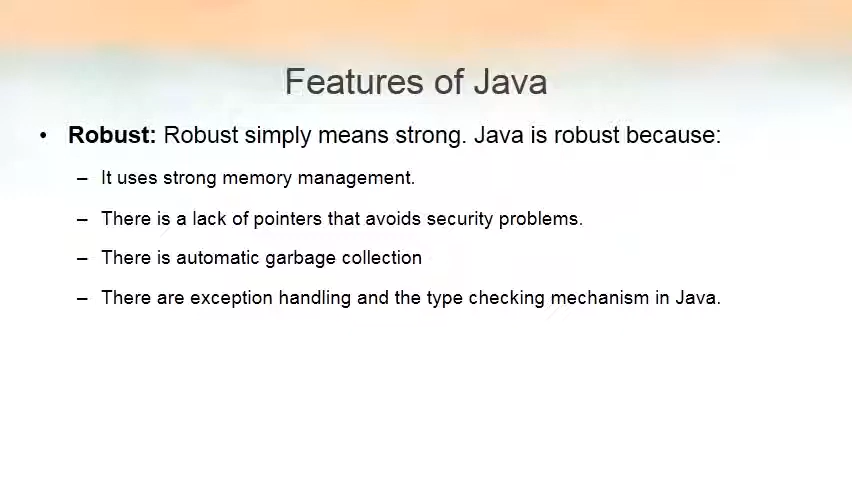 Features of Java
• Robust: Robust simply means strong. Java is robust because:
– It uses strong memory management.
– There is a lack of pointers that avoids security problems.
– There is automatic garbage collection
– There are exception handling and the type checking mechanism in Java.